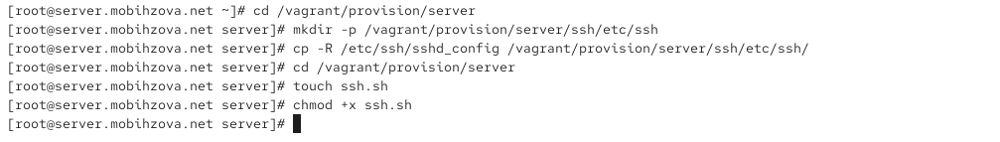 [root@server.mobihzova.net ~]# cd /vagrant/provision/server
[root@server.mobihzova.net server]# mkdir -p /vagrant/provision/server/ssh/etc/ssh
[root@server.mobihzova.net server]# cp -R /etc/ssh/sshd_config /vagrant/provision/server/ssh/etc/ssh/
[root@server.mobihzova.net server]# cd /vagrant/provision/server
[root@server.mobihzova.net server]# touch ssh.sh
[root@server.mobihzova.net server]# chmod +x ssh.sh
[root@server.mobihzova.net server]#